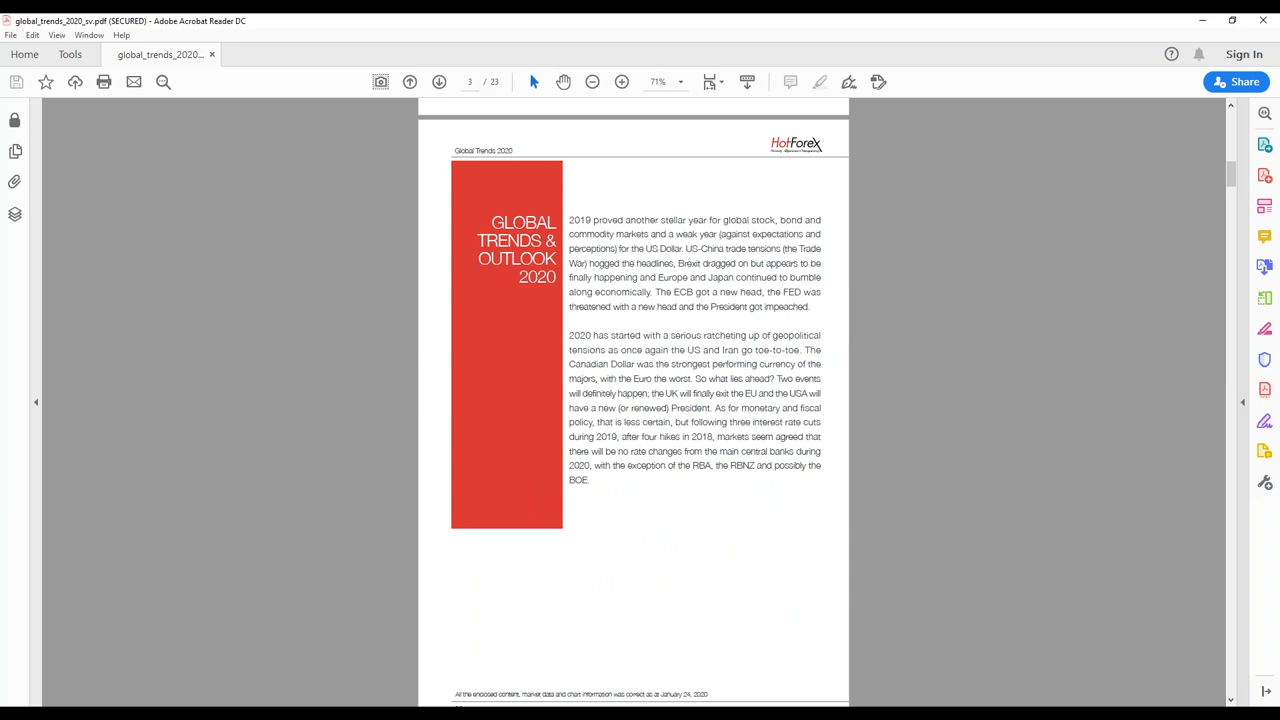 global_trends_2020_sv.pdf (SECURED) - Adobe Acrobat Reader DC
File Edit View Window Help
Home Tools global_trends_2020... × Sign In
3 / 23 71% Share
Global Trends 2020
HotForeX
GLOBAL
TRENDS &
OUTLOOK
2020
2019 proved another stellar year for global stock, bond and
commodity markets and a weak year (against expectations and
perceptions) for the US Dollar. US-China trade tensions (the Trade
War) hogged the headlines, Brexit dragged on but appears to be
finally happening and Europe and Japan continued to bumble
along economically. The ECB got a new head, the FED was
threatened with a new head and the President got impeached.
2020 has started with a serious ratcheting up of geopolitical
tensions as once again the US and Iran go toe-to-toe. The
Canadian Dollar was the strongest performing currency of the
majors, with the Euro the worst. So what lies ahead? Two events
will definitely happen; the UK will finally exit the EU and the USA will
have a new (or renewed) President. As for monetary and fiscal
policy, that is less certain, but following three interest rate cuts
during 2019, after four hikes in 2018, markets seem agreed that
there will be no rate changes from the main central banks during
2020, with the exception of the RBA, the RBNZ and possibly the
BOE.
All the enclosed content, market data and chart information was correct as at January 24, 2020